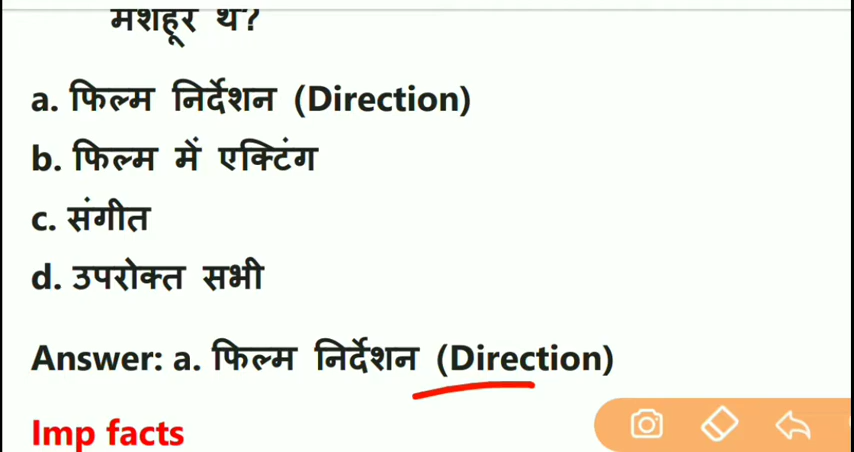 मशहूर थे?
a. फिल्म निर्देशन (Direction)
b. फिल्म में एक्टिंग
c. संगीत
d. उपरोक्त सभी
Answer: a. फिल्म निर्देशन (Direction)
Imp facts